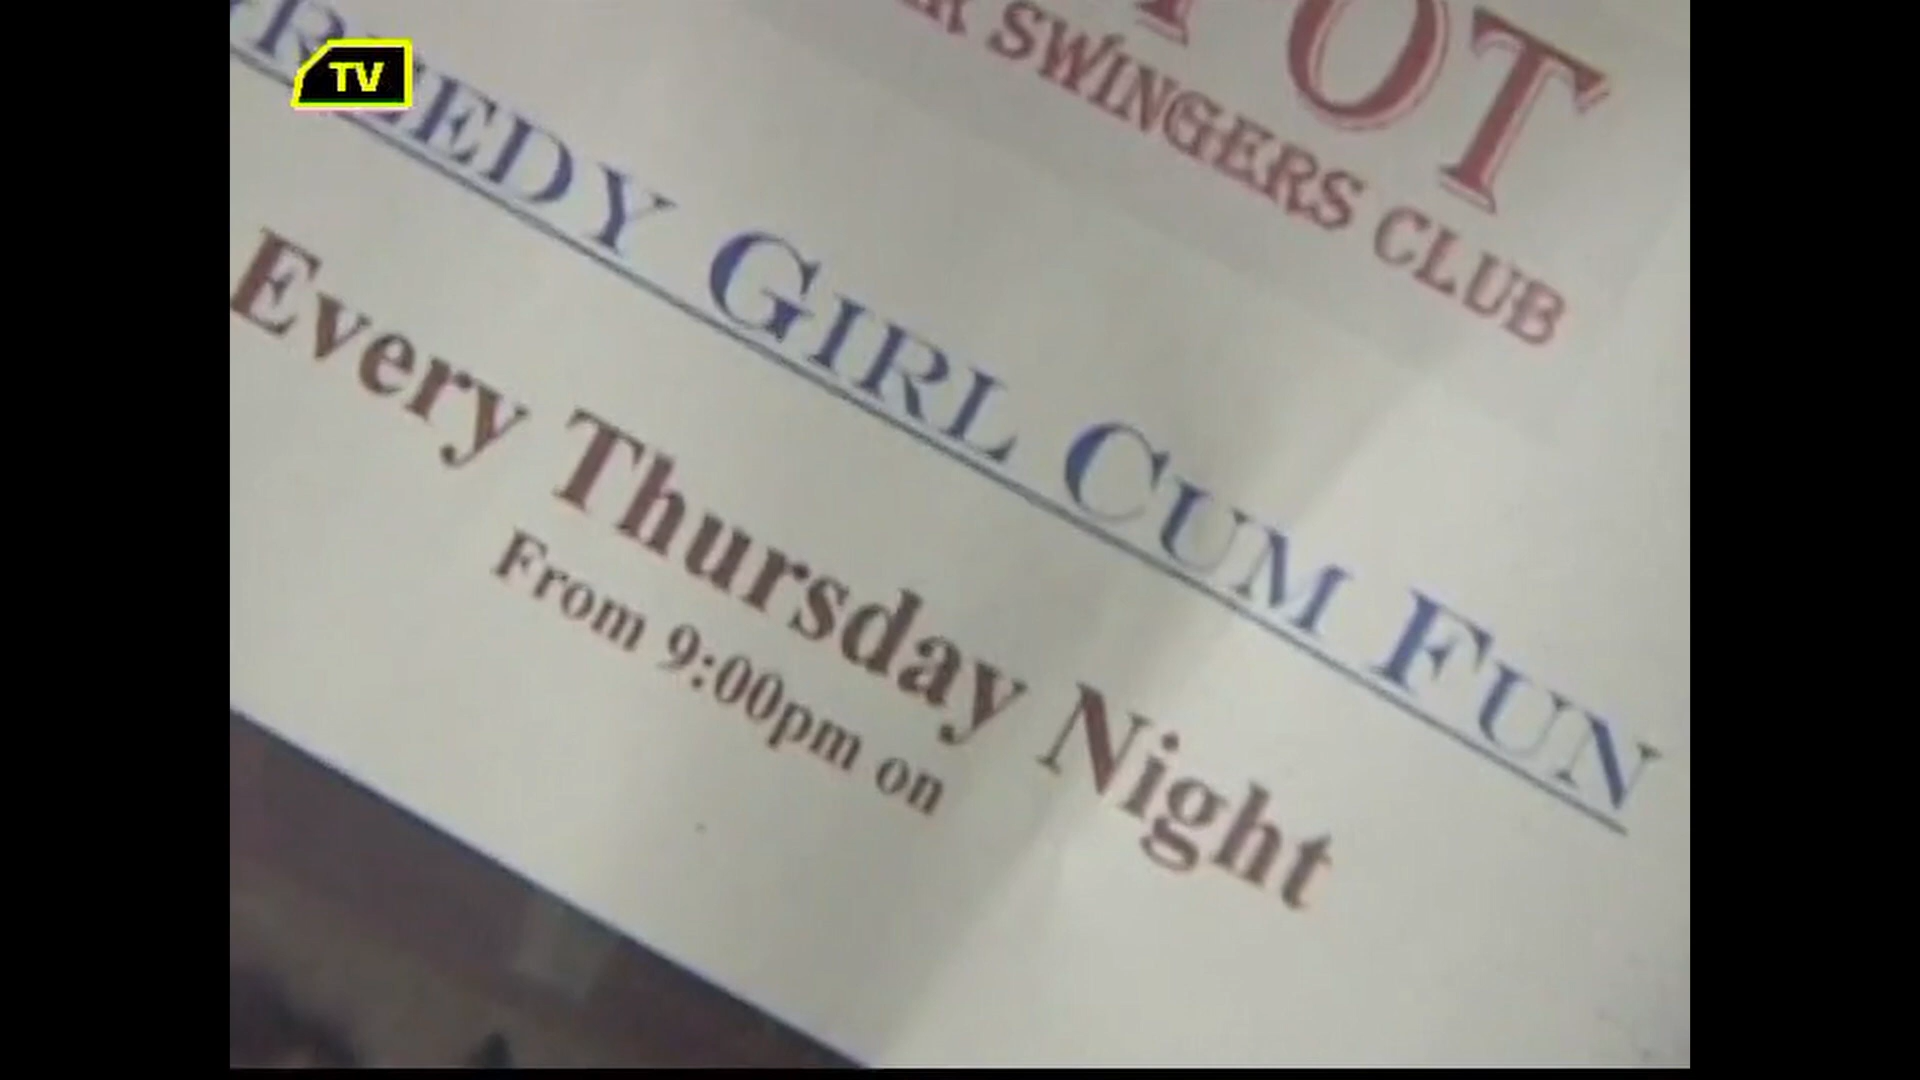 TV
SWINGERS CLUB
GIRL CUM FUN
Every Thursday Night
From 9:00pm on